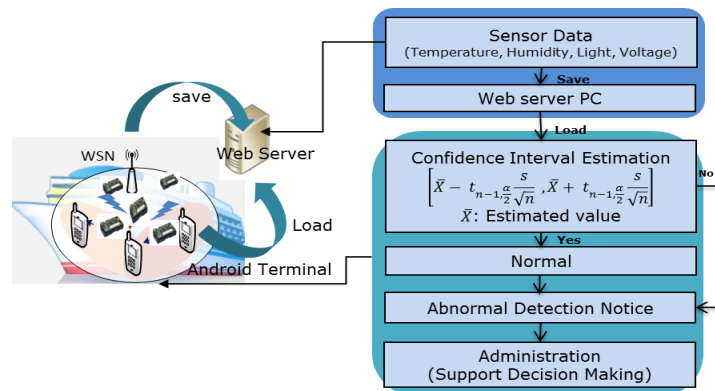 save
WSN
Web Server
Load
Android Terminal
Sensor Data
(Temperature, Humidity, Light, Voltage)
Save
Web server PC
Load
Confidence Interval Estimation
[X̄ − t_{n−1,α/2} s/√n , X̄ + t_{n−1,α/2} s/√n]
X̄: Estimated value
No
Yes
Normal
Abnormal Detection Notice
Administration
(Support Decision Making)